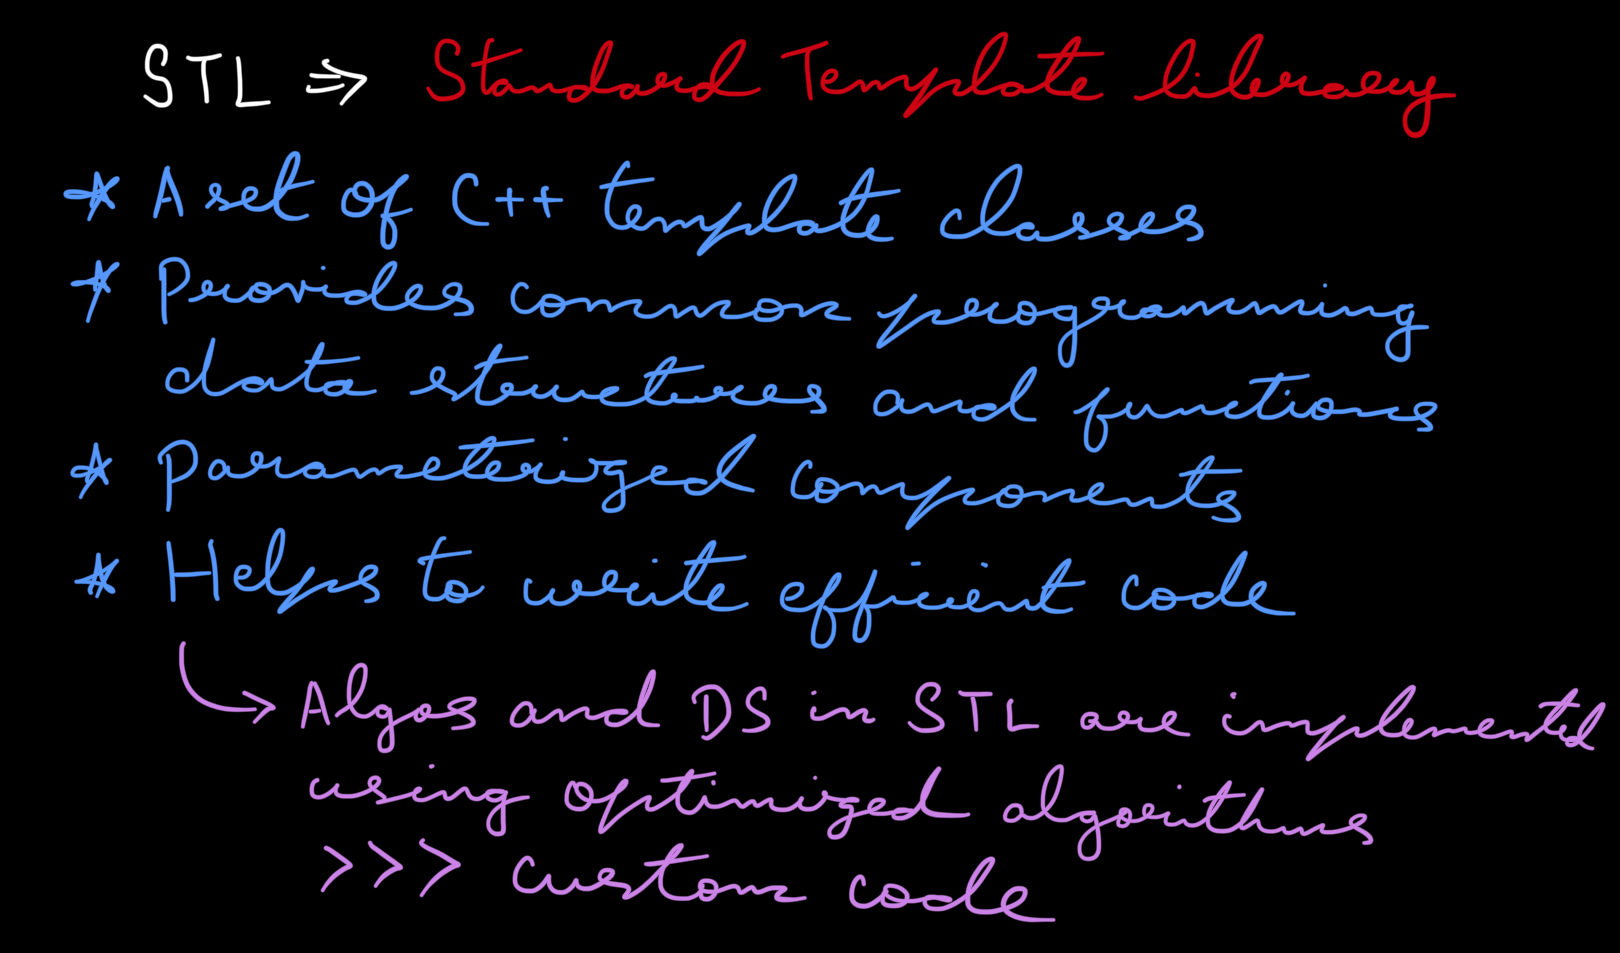 STL ⇒ Standard Template library
* A set of C++ template classes
* Provides common programming
data structures and functions
* Parameterized components
* Helps to write efficient code
→ Algos and DS in STL are implemented
using optimized algorithms
>>> custom code